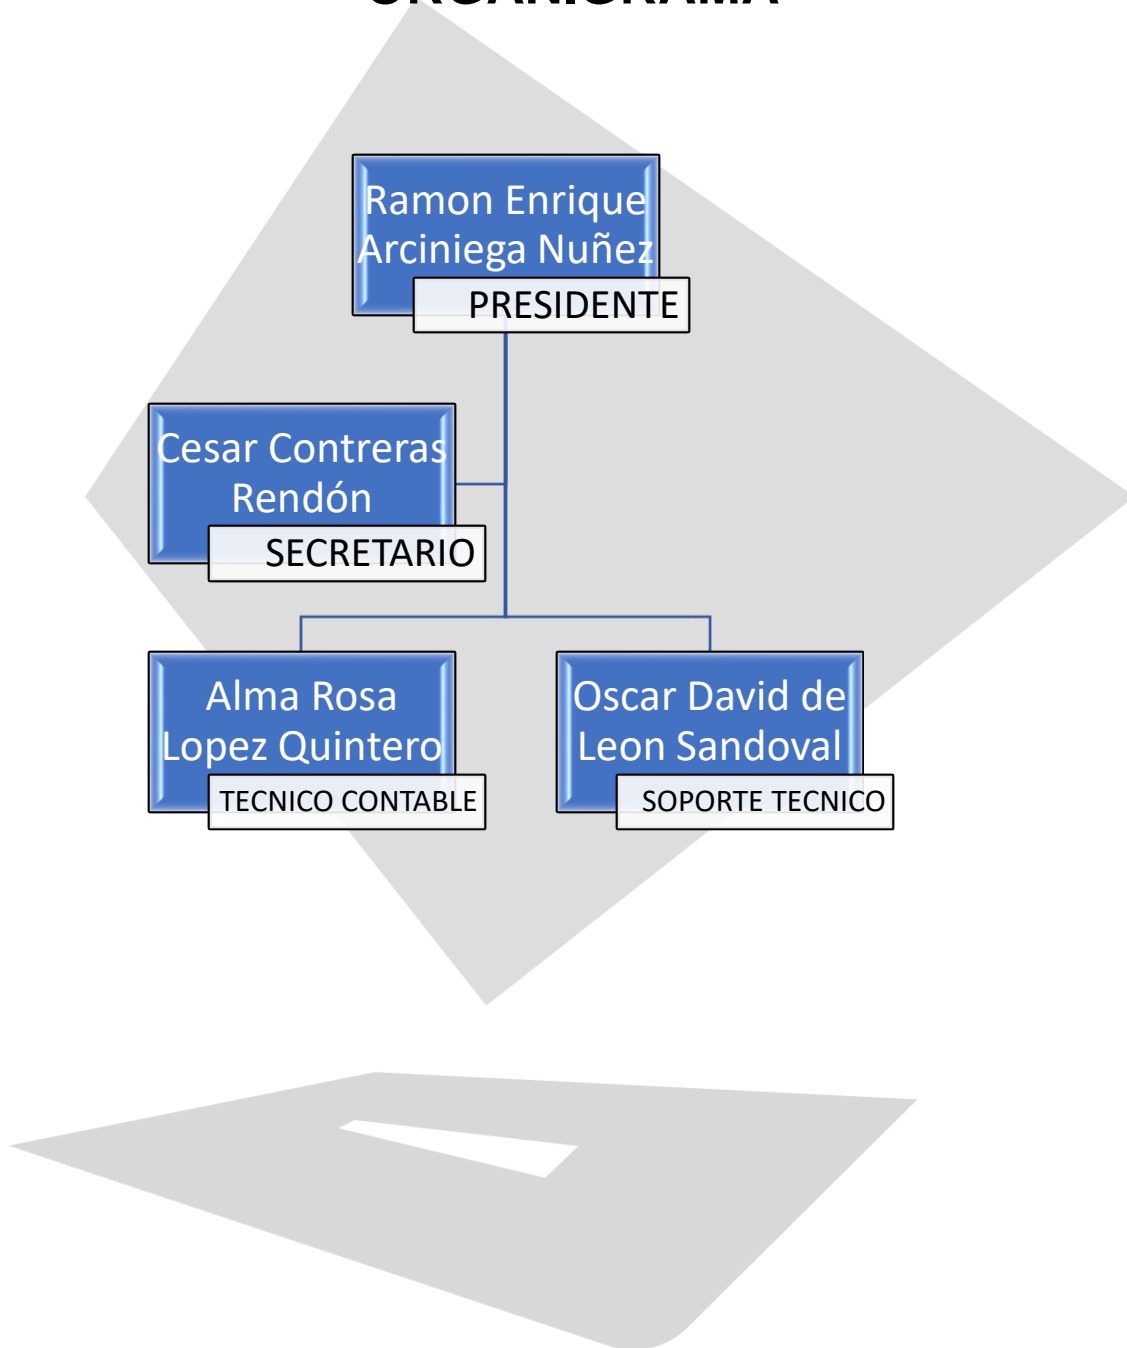 ORGANIGRAMA
Ramon Enrique
Arciniega Nuñez
PRESIDENTE
Cesar Contreras
Rendón
SECRETARIO
Alma Rosa
Lopez Quintero
TECNICO CONTABLE
Oscar David de
Leon Sandoval
SOPORTE TECNICO